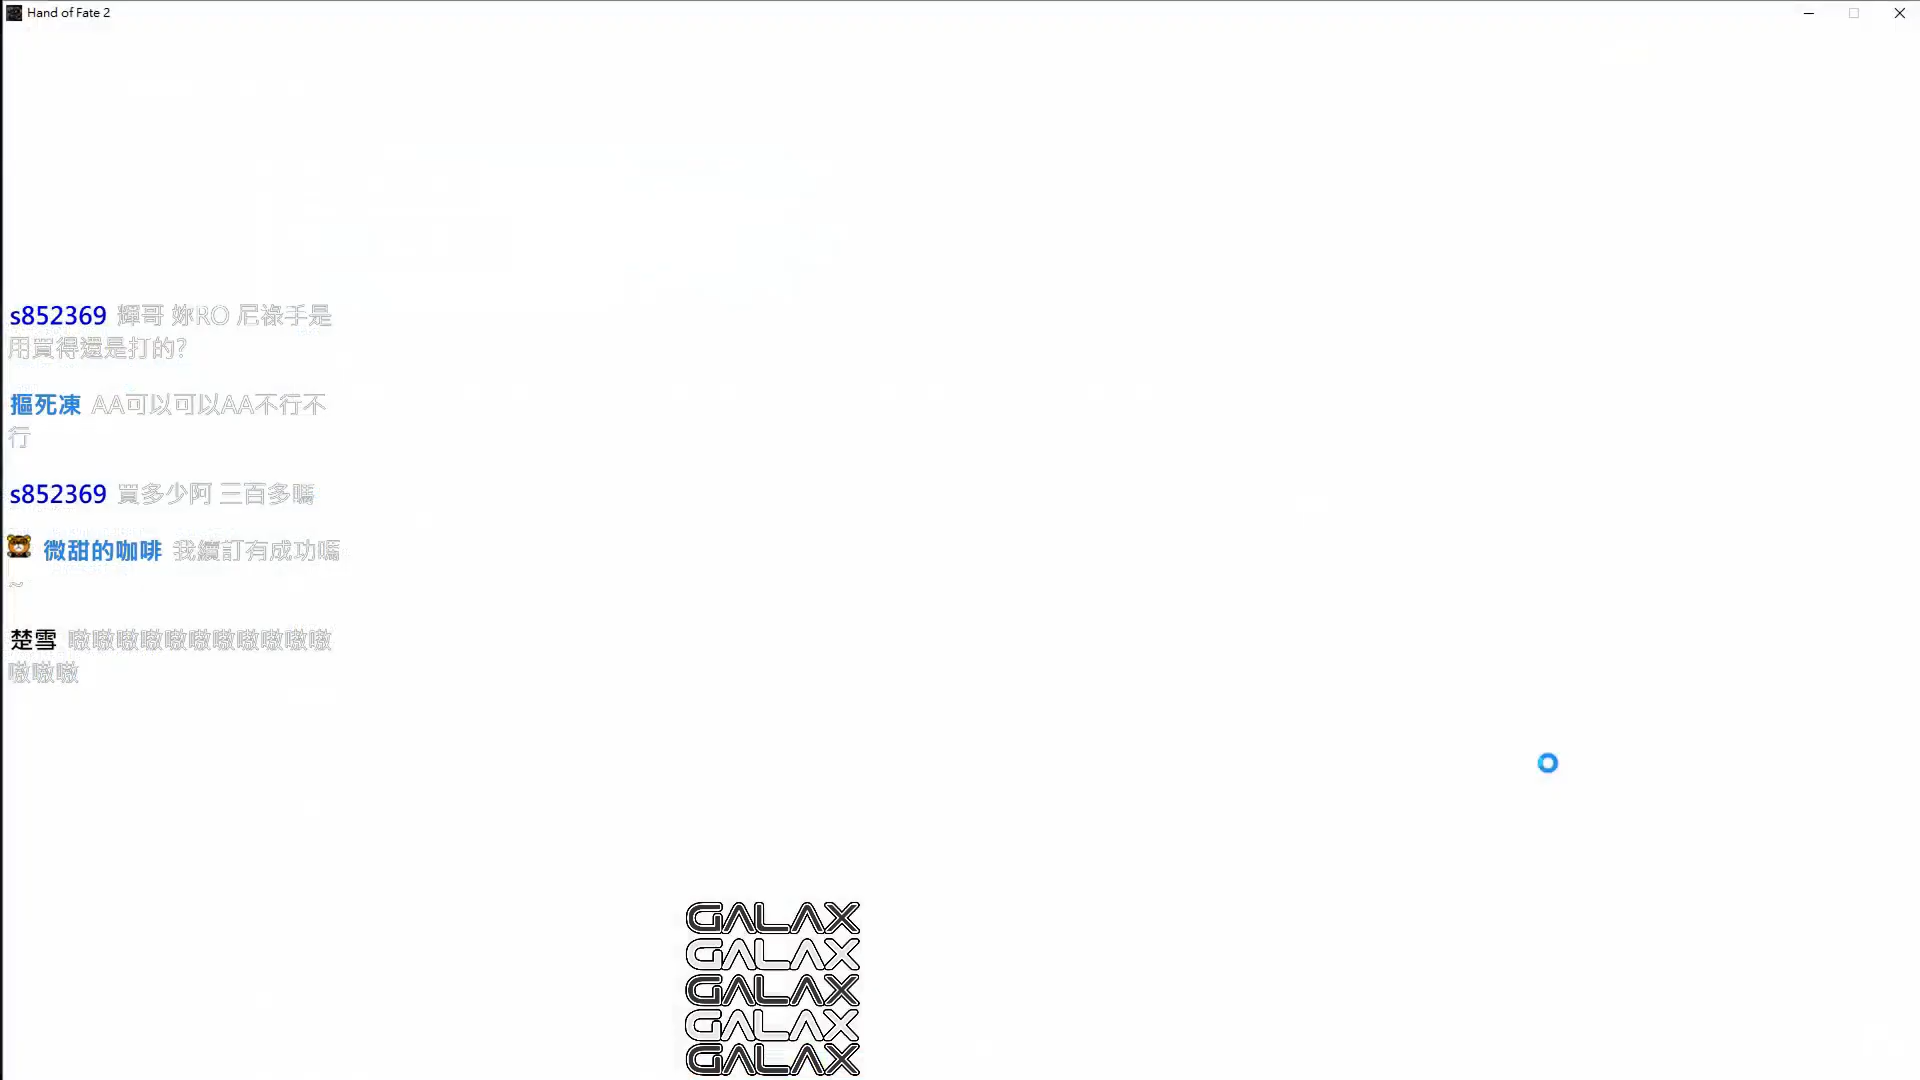 Hand of Fate 2
s852369 輝哥 妳RO 尼祿手是
用買得還是打的?
摳死凍 AA可以可以AA不行不
行
s852369 買多少阿 三百多嗎
微甜的咖啡 我續訂有成功嗎
~
楚雪 嗷嗷嗷嗷嗷嗷嗷嗷嗷嗷嗷
嗷嗷嗷
GALAX
GALAX
GALAX
GALAX
GALAX